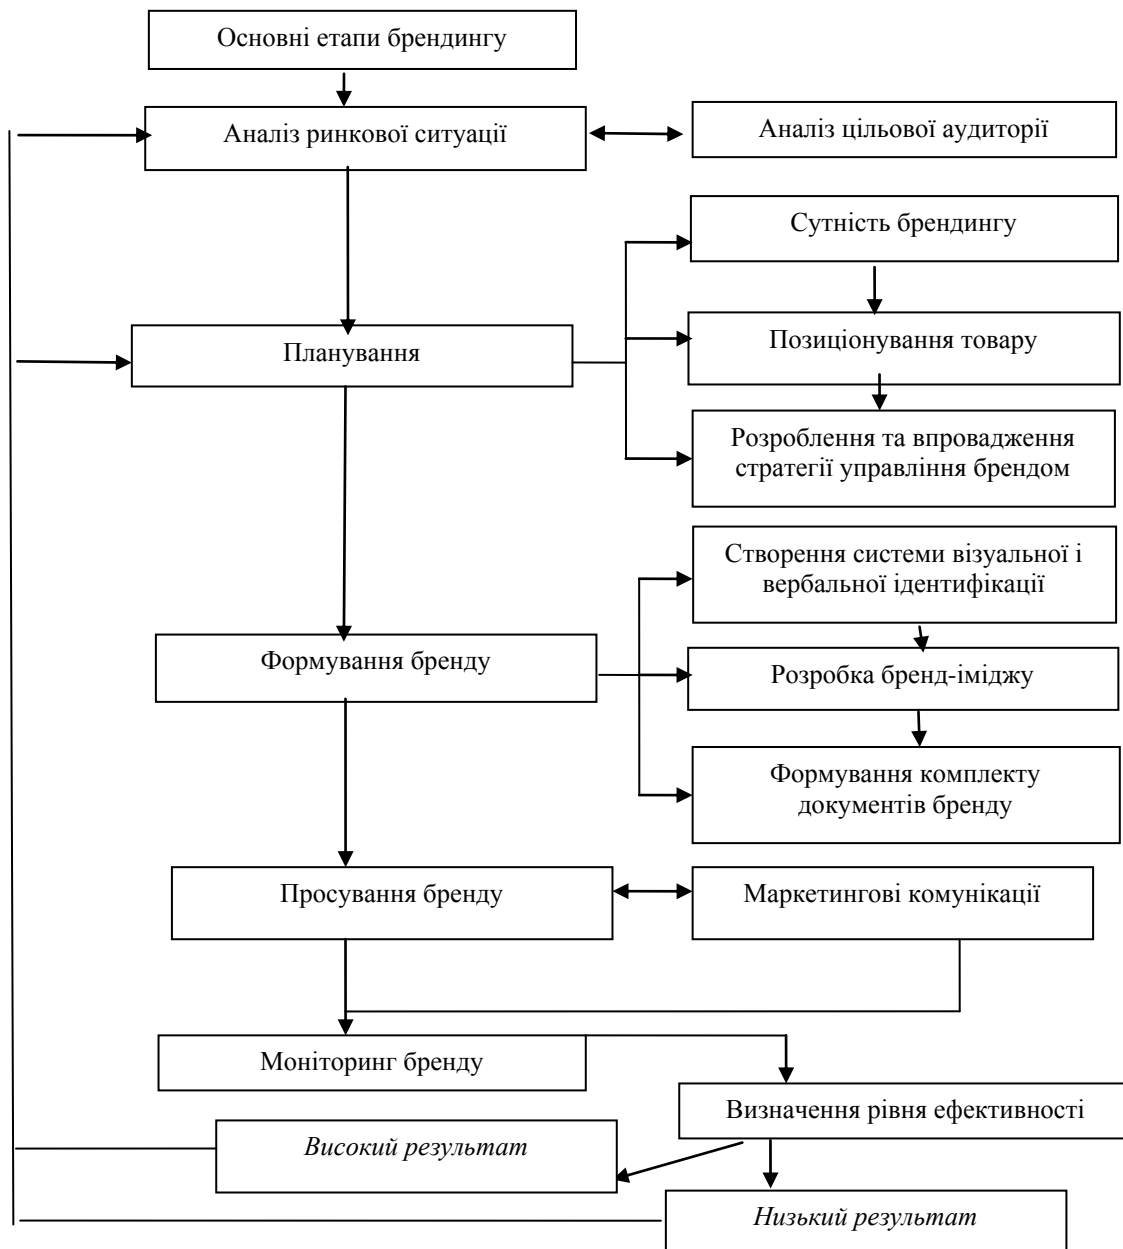 Основні етапи брендингу
Аналіз ринкової ситуації
Аналіз цільової аудиторії
Сутність брендингу
Планування
Позиціонування товару
Розроблення та впровадження
стратегії управління брендом
Створення системи візуальної і
вербальної ідентифікації
Формування бренду
Розробка бренд-іміджу
Формування комплекту
документів бренду
Просування бренду
Маркетингові комунікації
Моніторинг бренду
Визначення рівня ефективності
Високий результат
Низький результат